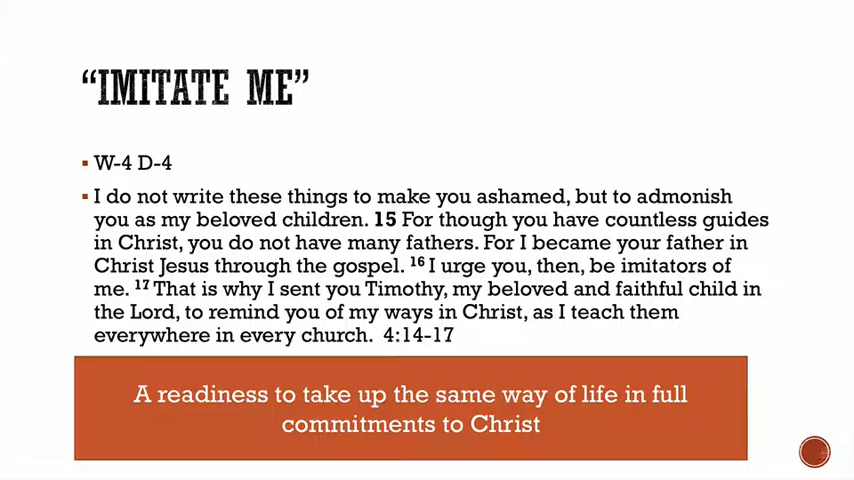 “IMITATE ME”
W-4 D-4
I do not write these things to make you ashamed, but to admonish
you as my beloved children. 15 For though you have countless guides
in Christ, you do not have many fathers. For I became your father in
Christ Jesus through the gospel. 16 I urge you, then, be imitators of
me. 17 That is why I sent you Timothy, my beloved and faithful child in
the Lord, to remind you of my ways in Christ, as I teach them
everywhere in every church. 4:14-17
A readiness to take up the same way of life in full
commitments to Christ